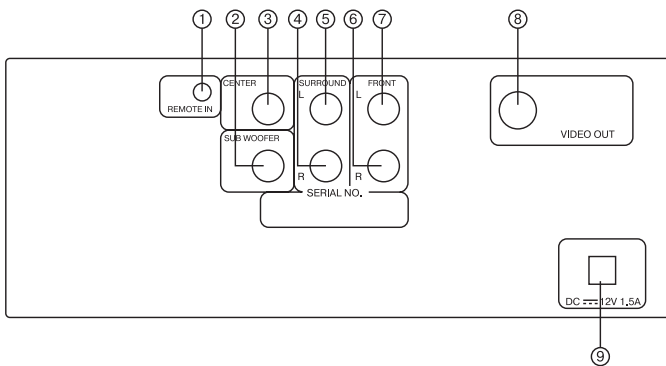 ① ② ③ ④ ⑤ ⑥ ⑦ ⑧
CENTER SURROUND FRONT
L L
REMOTE IN
VIDEO OUT
SUB WOOFER
R R
SERIAL NO.
DC ⎓ 12V 1.5A
⑨